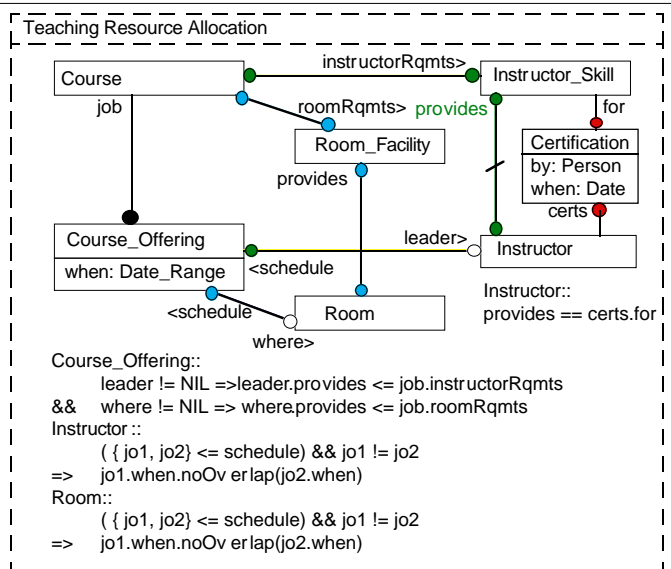 Teaching Resource Allocation
instructorRqmts>
Course
Instructor_Skill
job
roomRqmts>
provides
for
Room_Facility
Certification
provides
by: Person
when: Date
certs
Course_Offering
leader>
Instructor
when: Date_Range
<schedule
Instructor::
<schedule
Room
provides == certs.for
where>
Course_Offering::
leader != NIL =>leader.provides <= job.instructorRqmts
&& where != NIL => where.provides <= job.roomRqmts
Instructor ::
( { jo1, jo2} <= schedule) && jo1 != jo2
=> jo1.when.noOv erlap(jo2.when)
Room::
( { jo1, jo2} <= schedule) && jo1 != jo2
=> jo1.when.noOv erlap(jo2.when)